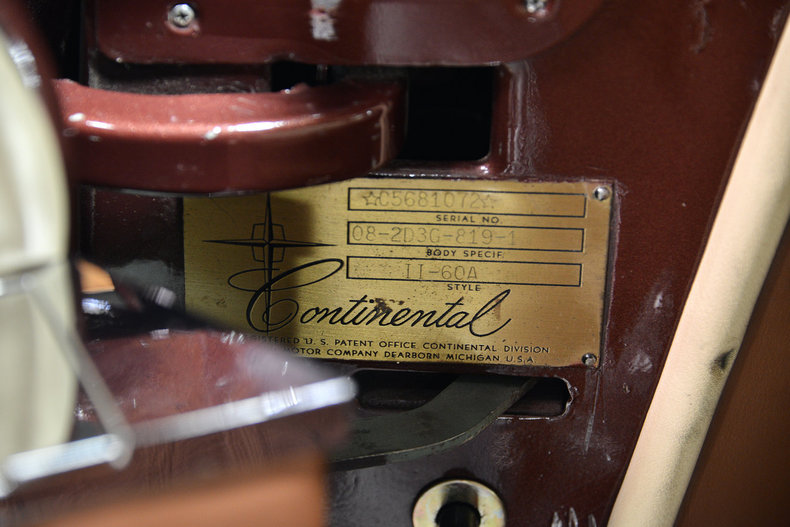 ☆C5681072☆
SERIAL NO.
08-2D3G-819-1
BODY SPECIF.
II-60A
STYLE
Continental
U. S. PATENT OFFICE CONTINENTAL DIVISION
MOTOR COMPANY DEARBORN MICHIGAN U.S.A